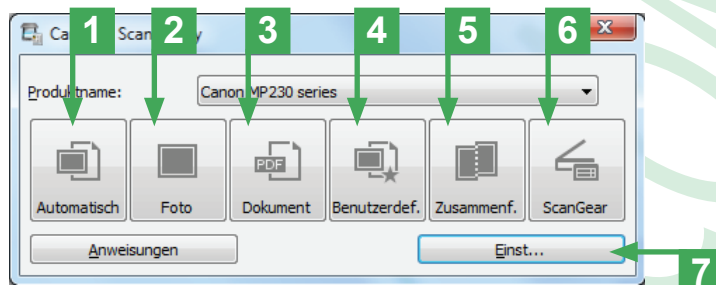 1 2 3 4 5 6
Produktname: Canon MP230 series
Automatisch Foto Dokument Benutzerdef. Zusammenf. ScanGear
PDF
Anweisungen Einst...
7